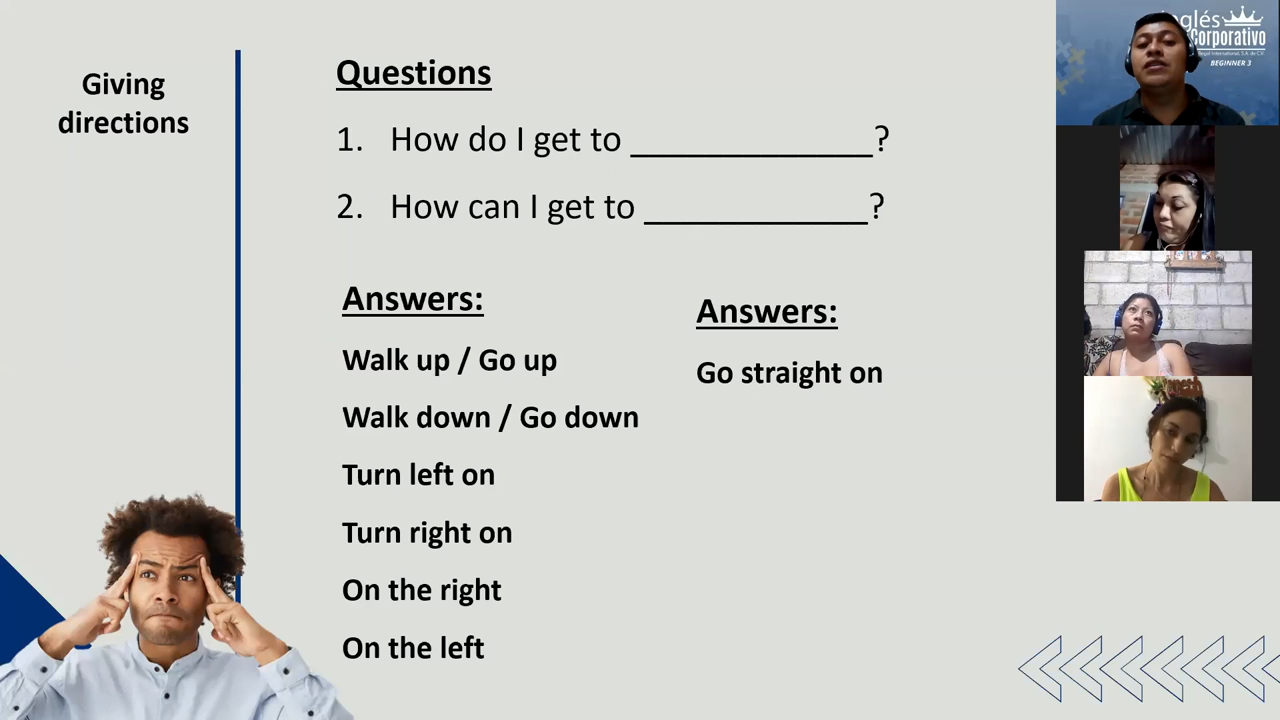 Giving
directions
Questions
1. How do I get to _____________?
2. How can I get to ____________?
Answers:
Walk up / Go up
Walk down / Go down
Turn left on
Turn right on
On the right
On the left
Answers:
Go straight on
Inglés
Corporativo
BEGINNER 3